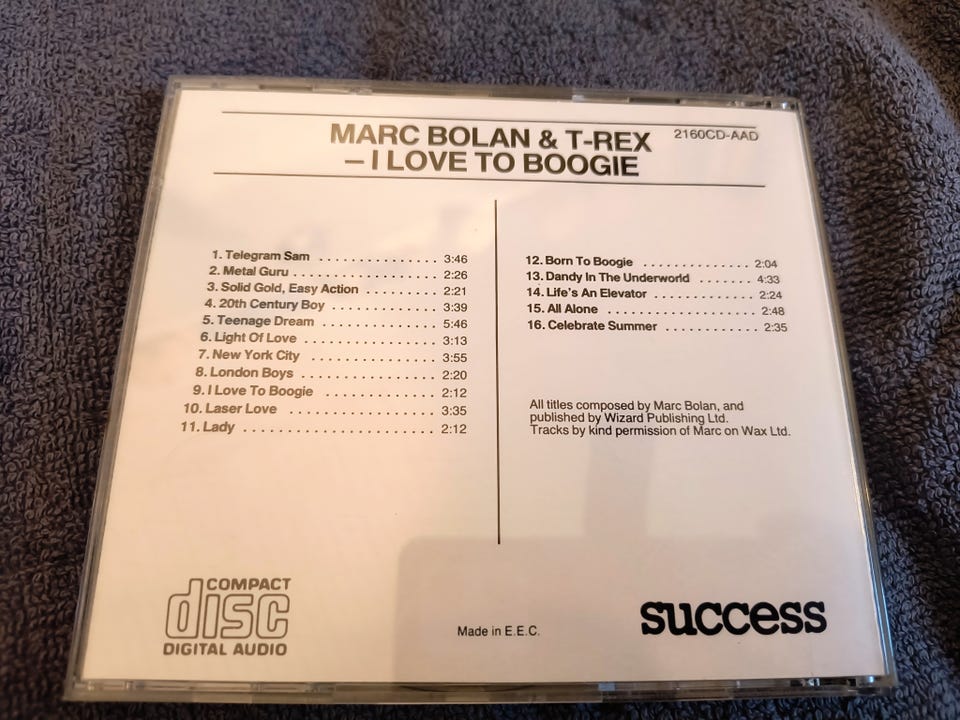 MARC BOLAN & T-REX 2160CD-AAD
– I LOVE TO BOOGIE
1. Telegram Sam . . . . . . . . . . . . . . . 3:46
2. Metal Guru . . . . . . . . . . . . . . . . . . 2:26
3. Solid Gold, Easy Action . . . . . . . . . 2:21
4. 20th Century Boy . . . . . . . . . . . . . . 3:39
5. Teenage Dream . . . . . . . . . . . . . . . 5:46
6. Light Of Love . . . . . . . . . . . . . . . . . 3:13
7. New York City . . . . . . . . . . . . . . . . 3:55
8. London Boys . . . . . . . . . . . . . . . . . 2:20
9. I Love To Boogie . . . . . . . . . . . . . . 2:12
10. Laser Love . . . . . . . . . . . . . . . . . . 3:35
11. Lady . . . . . . . . . . . . . . . . . . . . . . . . 2:12
12. Born To Boogie . . . . . . . . . . . . . . 2:04
13. Dandy In The Underworld . . . . . . . 4:33
14. Life's An Elevator . . . . . . . . . . . . . 2:24
15. All Alone . . . . . . . . . . . . . . . . . . . 2:48
16. Celebrate Summer . . . . . . . . . . . . 2:35
All titles composed by Marc Bolan, and
published by Wizard Publishing Ltd.
Tracks by kind permission of Marc on Wax Ltd.
COMPACT
disc
DIGITAL AUDIO
Made in E.E.C.
success